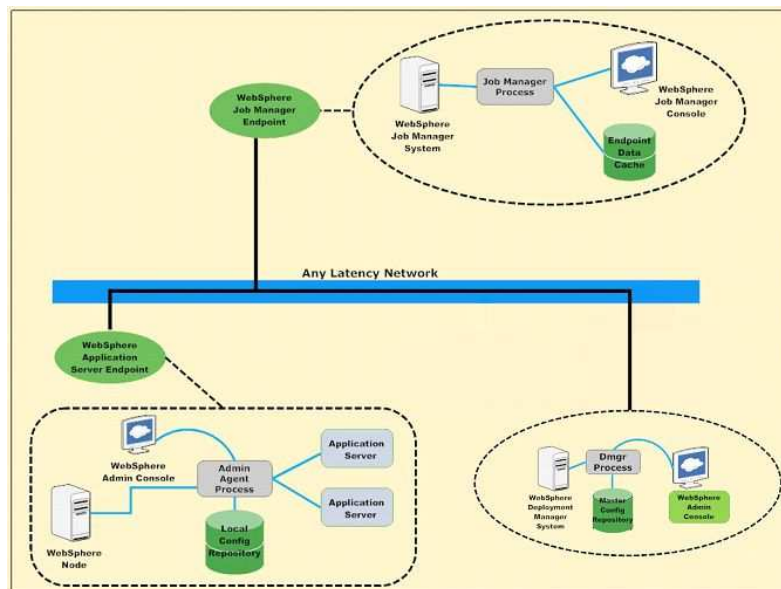 WebSphere
Job Manager
Endpoint
WebSphere
Job Manager
System
Job Manager
Process
WebSphere
Job Manager
Console
Endpoint
Data
Cache
Any Latency Network
WebSphere
Application
Server Endpoint
WebSphere
Admin Console
WebSphere
Node
Admin
Agent
Process
Local
Config
Repository
Application
Server
Application
Server
WebSphere
Deployment
Manager
System
Dmgr
Process
Master
Config
Repository
WebSphere
Admin
Console